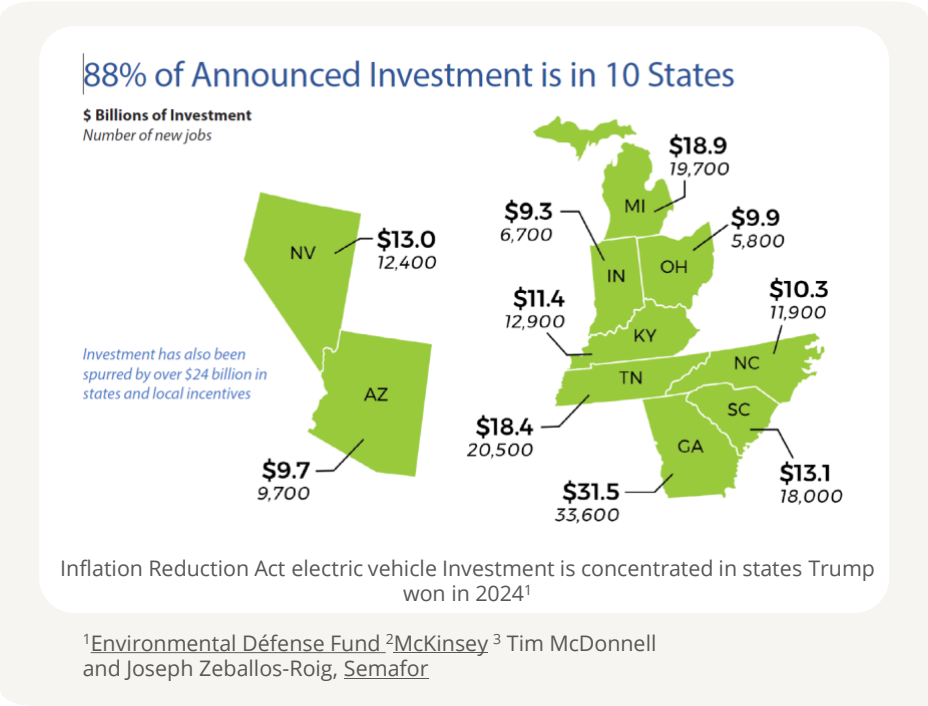 88% of Announced Investment is in 10 States
$ Billions of Investment
Number of new jobs
$18.9
19,700
MI
$9.3
6,700
$9.9
5,800
NV
$13.0
12,400
IN
OH
$11.4
12,900
$10.3
11,900
KY
Investment has also been
spurred by over $24 billion in
states and local incentives
NC
TN
AZ
SC
$18.4
20,500
GA
$9.7
9,700
$13.1
18,000
$31.5
33,600
Inflation Reduction Act electric vehicle Investment is concentrated in states Trump
won in 2024¹
¹Environmental Défense Fund ²McKinsey ³ Tim McDonnell
and Joseph Zeballos-Roig, Semafor